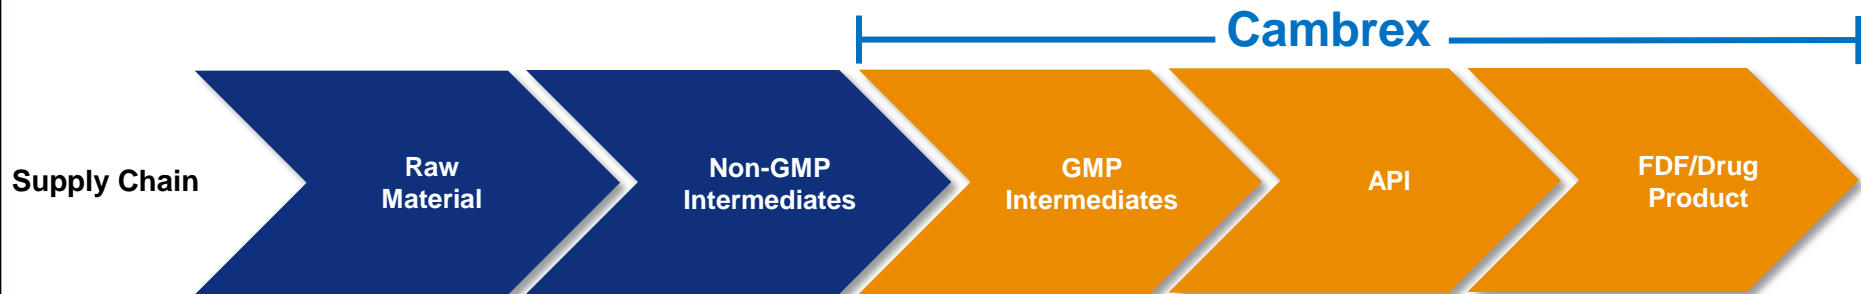 Cambrex
Supply Chain
Raw
Material
Non-GMP
Intermediates
GMP
Intermediates
API
FDF/Drug
Product